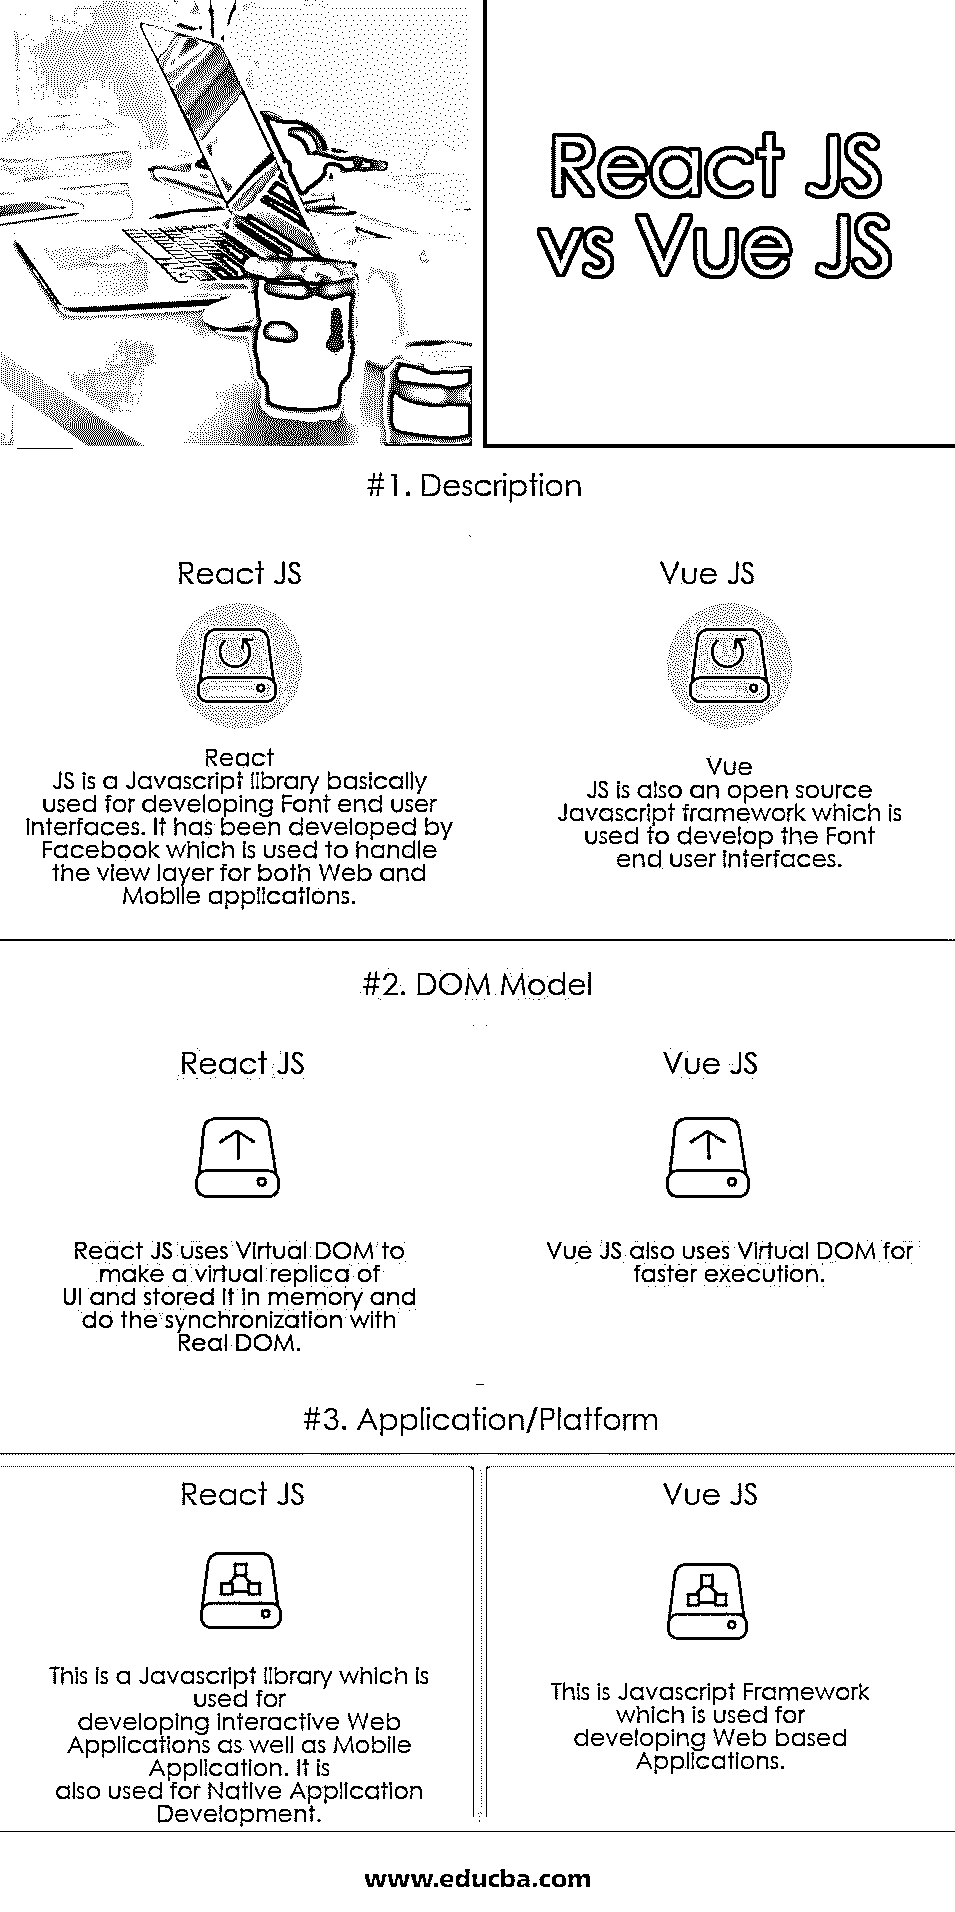 React JS
vs Vue JS
#1. Description
React JS
React
JS is a Javascript library basically
used for developing Font end user
interfaces. It has been developed by
Facebook which is used to handle
the view layer for both Web and
Mobile applications.
Vue JS
Vue
JS is also an open source
Javascript framework which is
used to develop the Font
end user interfaces.
#2. DOM Model
React JS
React JS uses Virtual DOM to
make a virtual replica of
UI and stored it in memory and
do the synchronization with
Real DOM.
Vue JS
Vue JS also uses Virtual DOM for
faster execution.
#3. Application/Platform
React JS
This is a Javascript library which is
used for
developing interactive Web
Applications as well as Mobile
Application. It is
also used for Native Application
Development.
Vue JS
This is Javascript Framework
which is used for
developing Web based
Applications.
www.educba.com